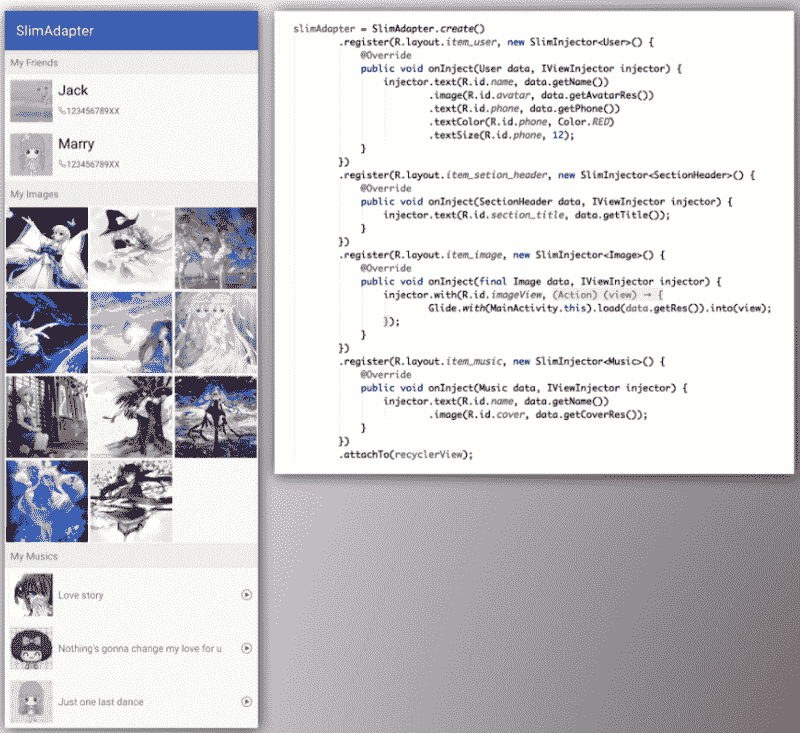 SlimAdapter
My Friends
Jack
123456789XX
Marry
123456789XX
My Images
My Musics
Love story
Nothing's gonna change my love for u
Just one last dance
slimAdapter = SlimAdapter.create()
.register(R.layout.item_user, new SlimInjector<User>() {
@Override
public void onInject(User data, IViewInjector injector) {
injector.text(R.id.name, data.getName())
.image(R.id.avatar, data.getAvatarRes())
.text(R.id.phone, data.getPhone())
.textColor(R.id.phone, Color.RED)
.textSize(R.id.phone, 12);
}
})
.register(R.layout.item_setion_header, new SlimInjector<SectionHeader>() {
@Override
public void onInject(SectionHeader data, IViewInjector injector) {
injector.text(R.id.section_title, data.getTitle());
}
})
.register(R.layout.item_image, new SlimInjector<Image>() {
@Override
public void onInject(final Image data, IViewInjector injector) {
injector.with(R.id.imageView, (Action) (view) → {
Glide.with(MainActivity.this).load(data.getRes()).into(view);
});
}
})
.register(R.layout.item_music, new SlimInjector<Music>() {
@Override
public void onInject(Music data, IViewInjector injector) {
injector.text(R.id.name, data.getName())
.image(R.id.cover, data.getCoverRes());
}
})
.attachTo(recyclerView);